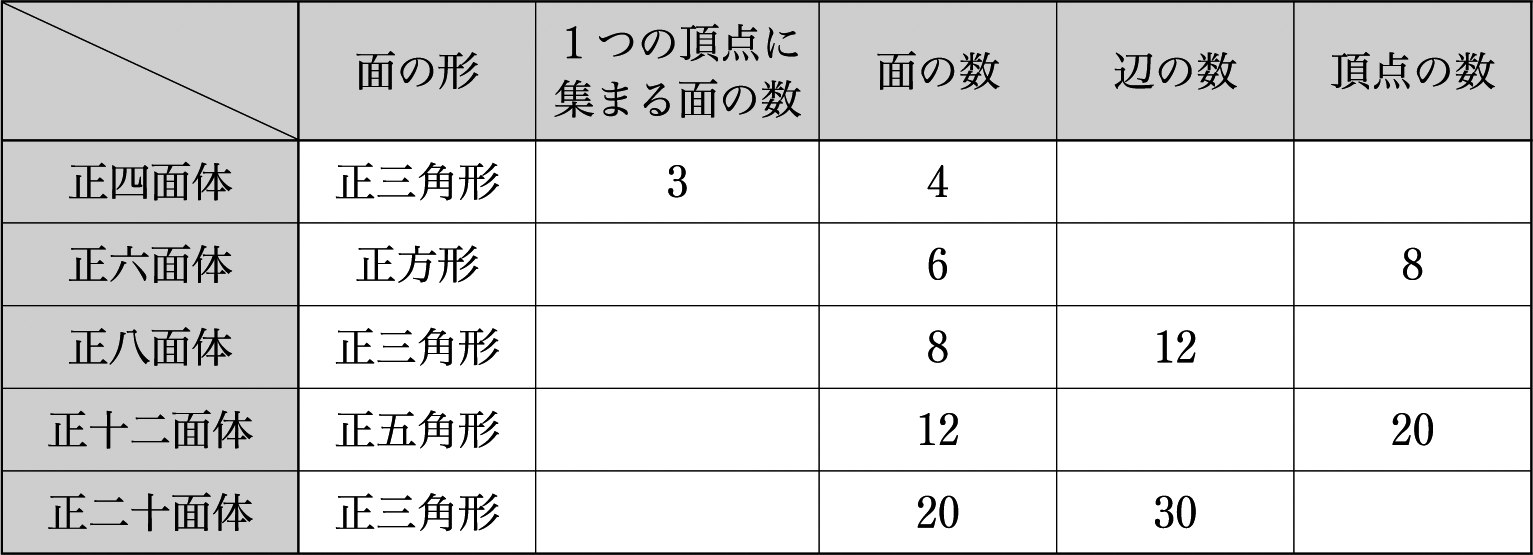 面の形 １つの頂点に集まる面の数 面の数 辺の数 頂点の数
正四面体 正三角形 3 4
正六面体 正方形 6 8
正八面体 正三角形 8 12
正十二面体 正五角形 12 20
正二十面体 正三角形 20 30